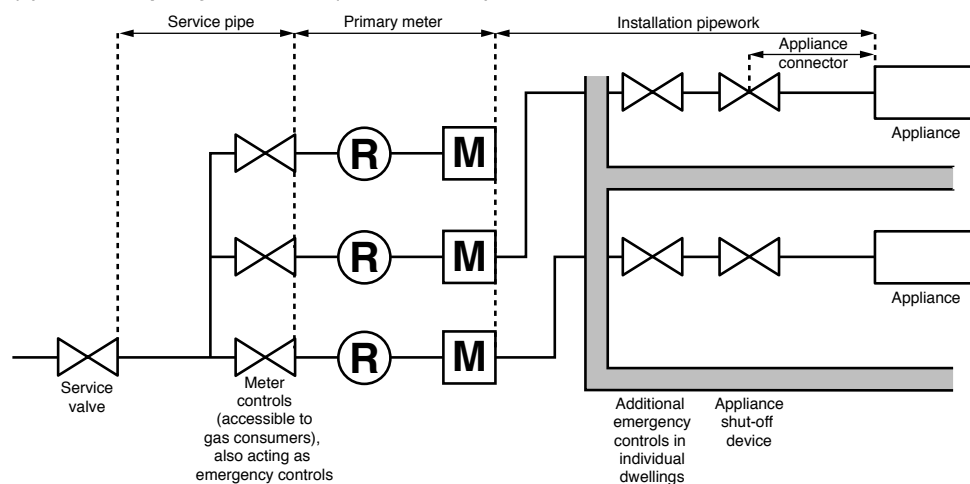 Service pipe
Primary meter
Installation pipework
Appliance
connector
Appliance
R
M
R
M
Appliance
R
M
Service
valve
Meter
controls
(accessible to
gas consumers),
also acting as
emergency controls
Additional
emergency
controls in
individual
dwellings
Appliance
shut-off
device